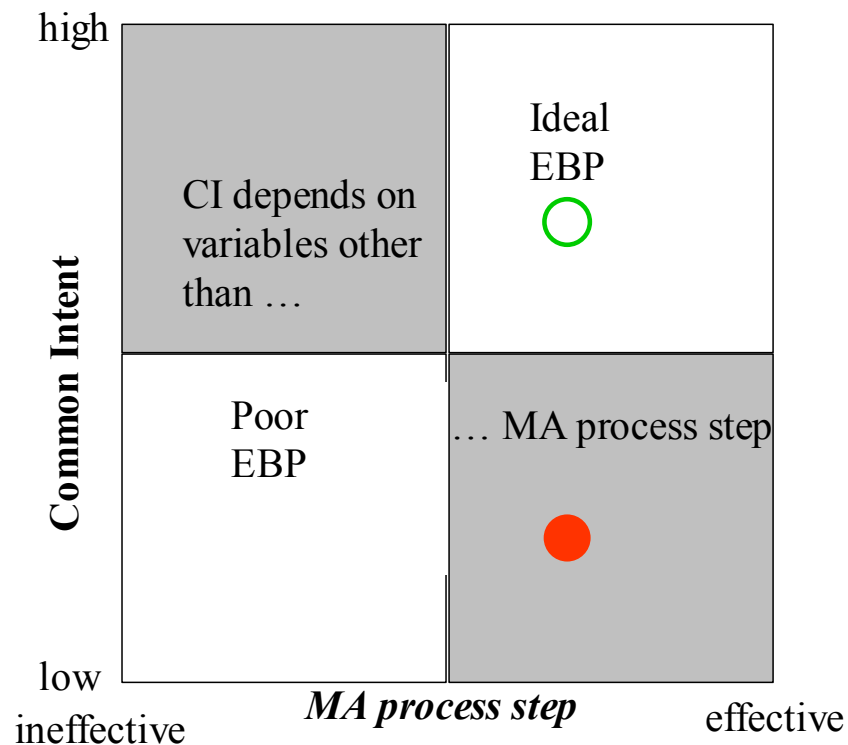 high
Ideal
EBP
CI depends on
variables other
than …
Common Intent
Poor
EBP
… MA process step
low
ineffective
MA process step
effective